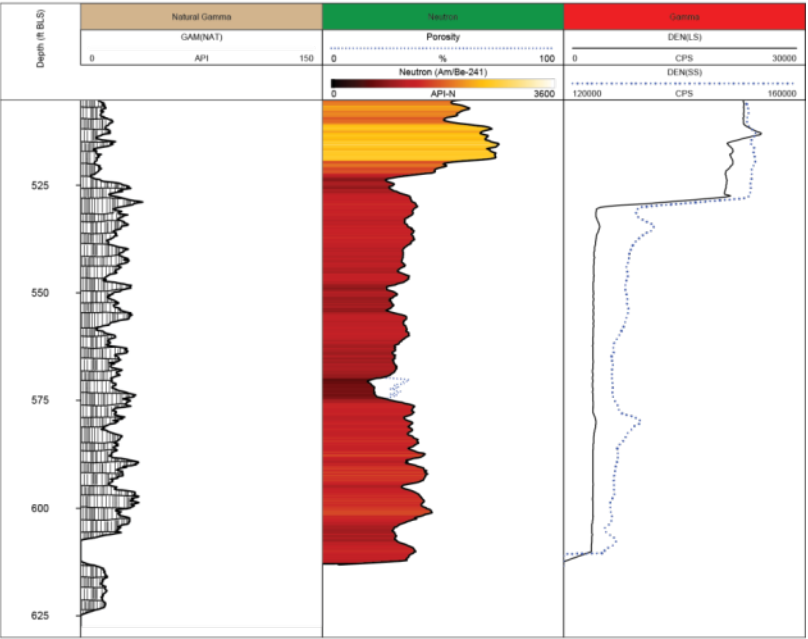 Depth (ft BLS)
Natural Gamma
GAM(NAT)
0 API 150
Neutron
Porosity
0 % 100
Neutron (Am/Be-241)
0 API-N 3600
Gamma
DEN(LS)
0 CPS 30000
DEN(SS)
120000 CPS 160000
525
550
575
600
625